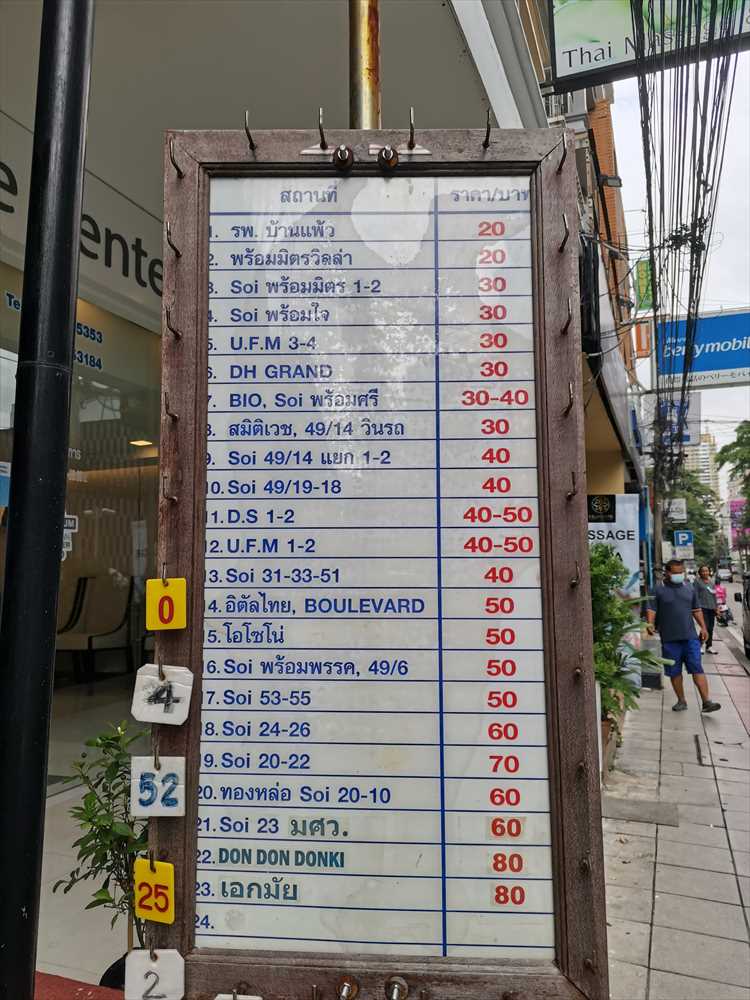 Thai Massage
e
ente
Te
5353
3184
berrymobile
P
SSAGE
สถานที่ ราคา/บาท
1. รพ. บ้านแพ้ว 20
2. พร้อมมิตรวิลล่า 20
3. Soi พร้อมมิตร 1-2 30
4. Soi พร้อมใจ 30
5. U.F.M 3-4 30
6. DH GRAND 30
7. BIO, Soi พร้อมศรี 30-40
8. สมิติเวช, 49/14 วินรถ 30
9. Soi 49/14 แยก 1-2 40
10. Soi 49/19-18 40
11. D.S 1-2 40-50
12. U.F.M 1-2 40-50
13. Soi 31-33-51 40
14. อิตัลไทย, BOULEVARD 50
15. โอโชโน่ 50
16. Soi พร้อมพรรค, 49/6 50
17. Soi 53-55 50
18. Soi 24-26 60
19. Soi 20-22 70
20. ทองหล่อ Soi 20-10 60
21. Soi 23 มศว. 60
22. DON DON DONKI 80
23. เอกมัย 80
24.
0
4
52
25
2